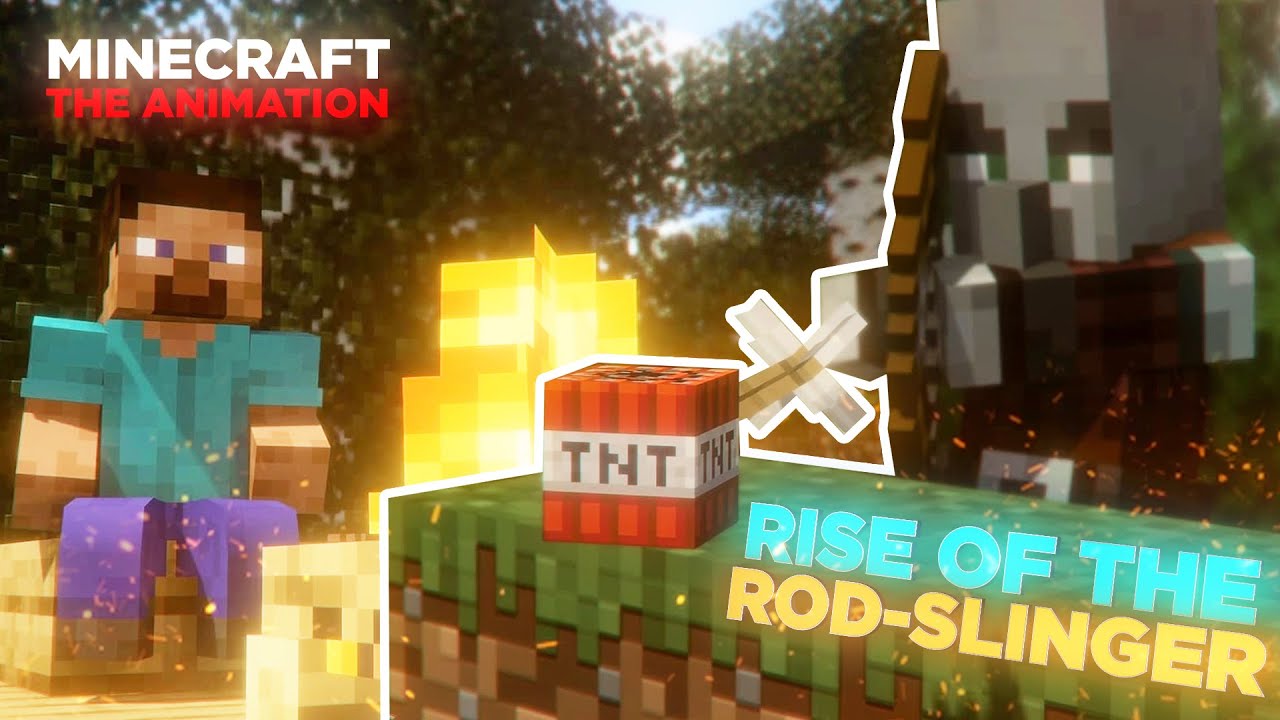 MINECRAFT
THE ANIMATION
TNT TNT
RISE OF THE
ROD-SLINGER